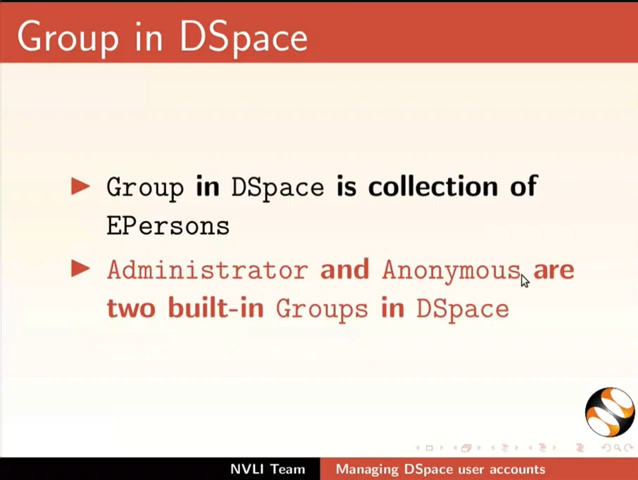 Group in DSpace
Group in DSpace is collection of
EPersons
Administrator and Anonymous are
two built-in Groups in DSpace
NVLI Team Managing DSpace user accounts